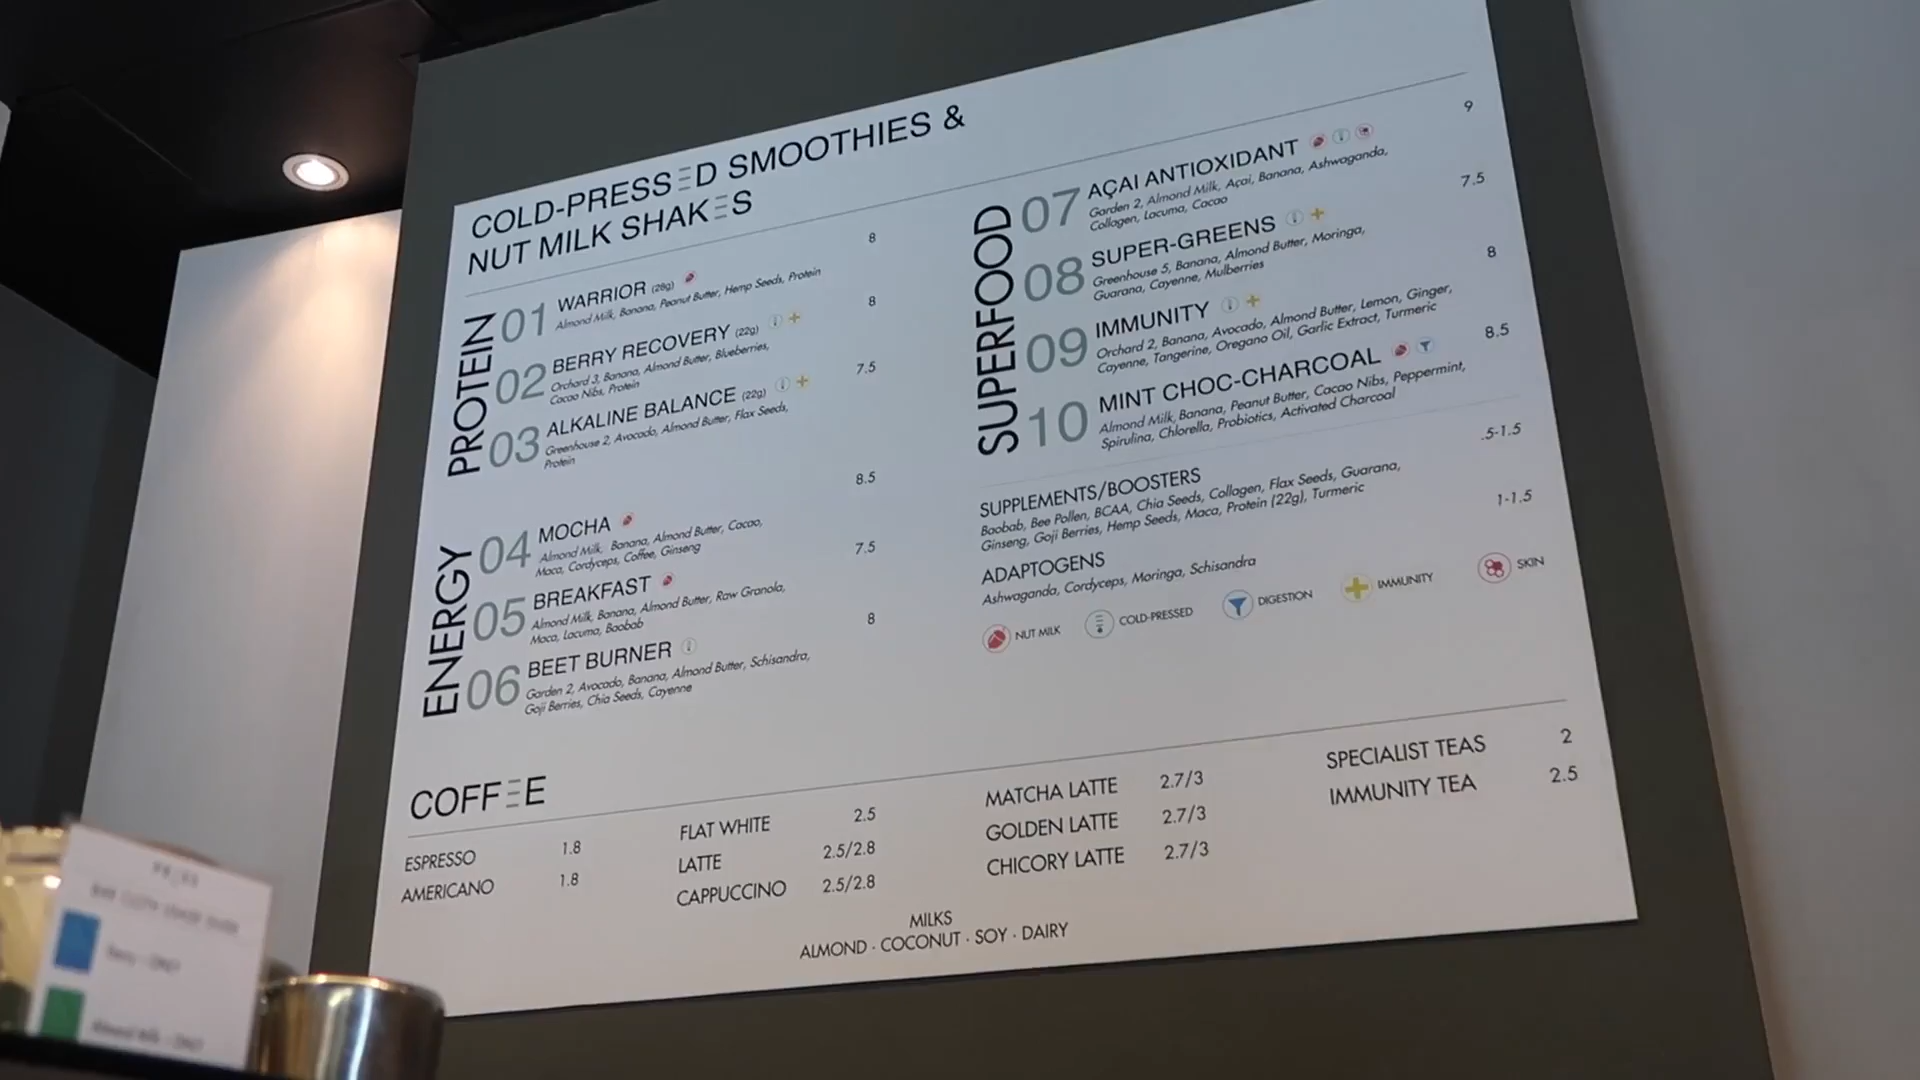 COLD-PRESSED SMOOTHIES &
NUT MILK SHAKES
PROTEIN
01 WARRIOR (28g) 8
Almond Milk, Banana, Peanut Butter, Hemp Seeds, Protein
02 BERRY RECOVERY (22g) 8
Orchard 3, Banana, Almond Butter, Blueberries,
Cacao Nibs, Protein
03 ALKALINE BALANCE (22g) 7.5
Greenhouse 2, Avocado, Almond Butter, Flax Seeds,
Protein
ENERGY
04 MOCHA 8.5
Almond Milk, Banana, Almond Butter, Cacao,
Maca, Cordyceps, Coffee, Ginseng
05 BREAKFAST 7.5
Almond Milk, Banana, Almond Butter, Raw Granola,
Maca, Lacuma, Baobab
06 BEET BURNER 8
Garden 2, Avocado, Banana, Almond Butter, Schisandra,
Goji Berries, Chia Seeds, Cayenne
SUPERFOOD
07 AÇAI ANTIOXIDANT 9
Garden 2, Almond Milk, Açai, Banana, Ashwaganda,
Collagen, Lacuma, Cacao
08 SUPER-GREENS 7.5
Greenhouse 5, Banana, Almond Butter, Moringa,
Guarana, Cayenne, Mulberries
09 IMMUNITY 8
Orchard 2, Banana, Avocado, Almond Butter, Lemon, Ginger,
Cayenne, Tangerine, Oregano Oil, Garlic Extract, Turmeric
10 MINT CHOC-CHARCOAL 8.5
Almond Milk, Banana, Peanut Butter, Cacao Nibs, Peppermint,
Spirulina, Chlorella, Probiotics, Activated Charcoal
SUPPLEMENTS/BOOSTERS .5-1.5
Baobab, Bee Pollen, BCAA, Chia Seeds, Collagen, Flax Seeds, Guarana,
Ginseng, Goji Berries, Hemp Seeds, Maca, Protein (22g), Turmeric
ADAPTOGENS 1-1.5
Ashwaganda, Cordyceps, Moringa, Schisandra
NUT MILK COLD-PRESSED DIGESTION IMMUNITY SKIN
COFFEE
ESPRESSO 1.8
AMERICANO 1.8
FLAT WHITE 2.5
LATTE 2.5/2.8
CAPPUCCINO 2.5/2.8
MATCHA LATTE 2.7/3
GOLDEN LATTE 2.7/3
CHICORY LATTE 2.7/3
SPECIALIST TEAS 2
IMMUNITY TEA 2.5
MILKS
ALMOND · COCONUT · SOY · DAIRY